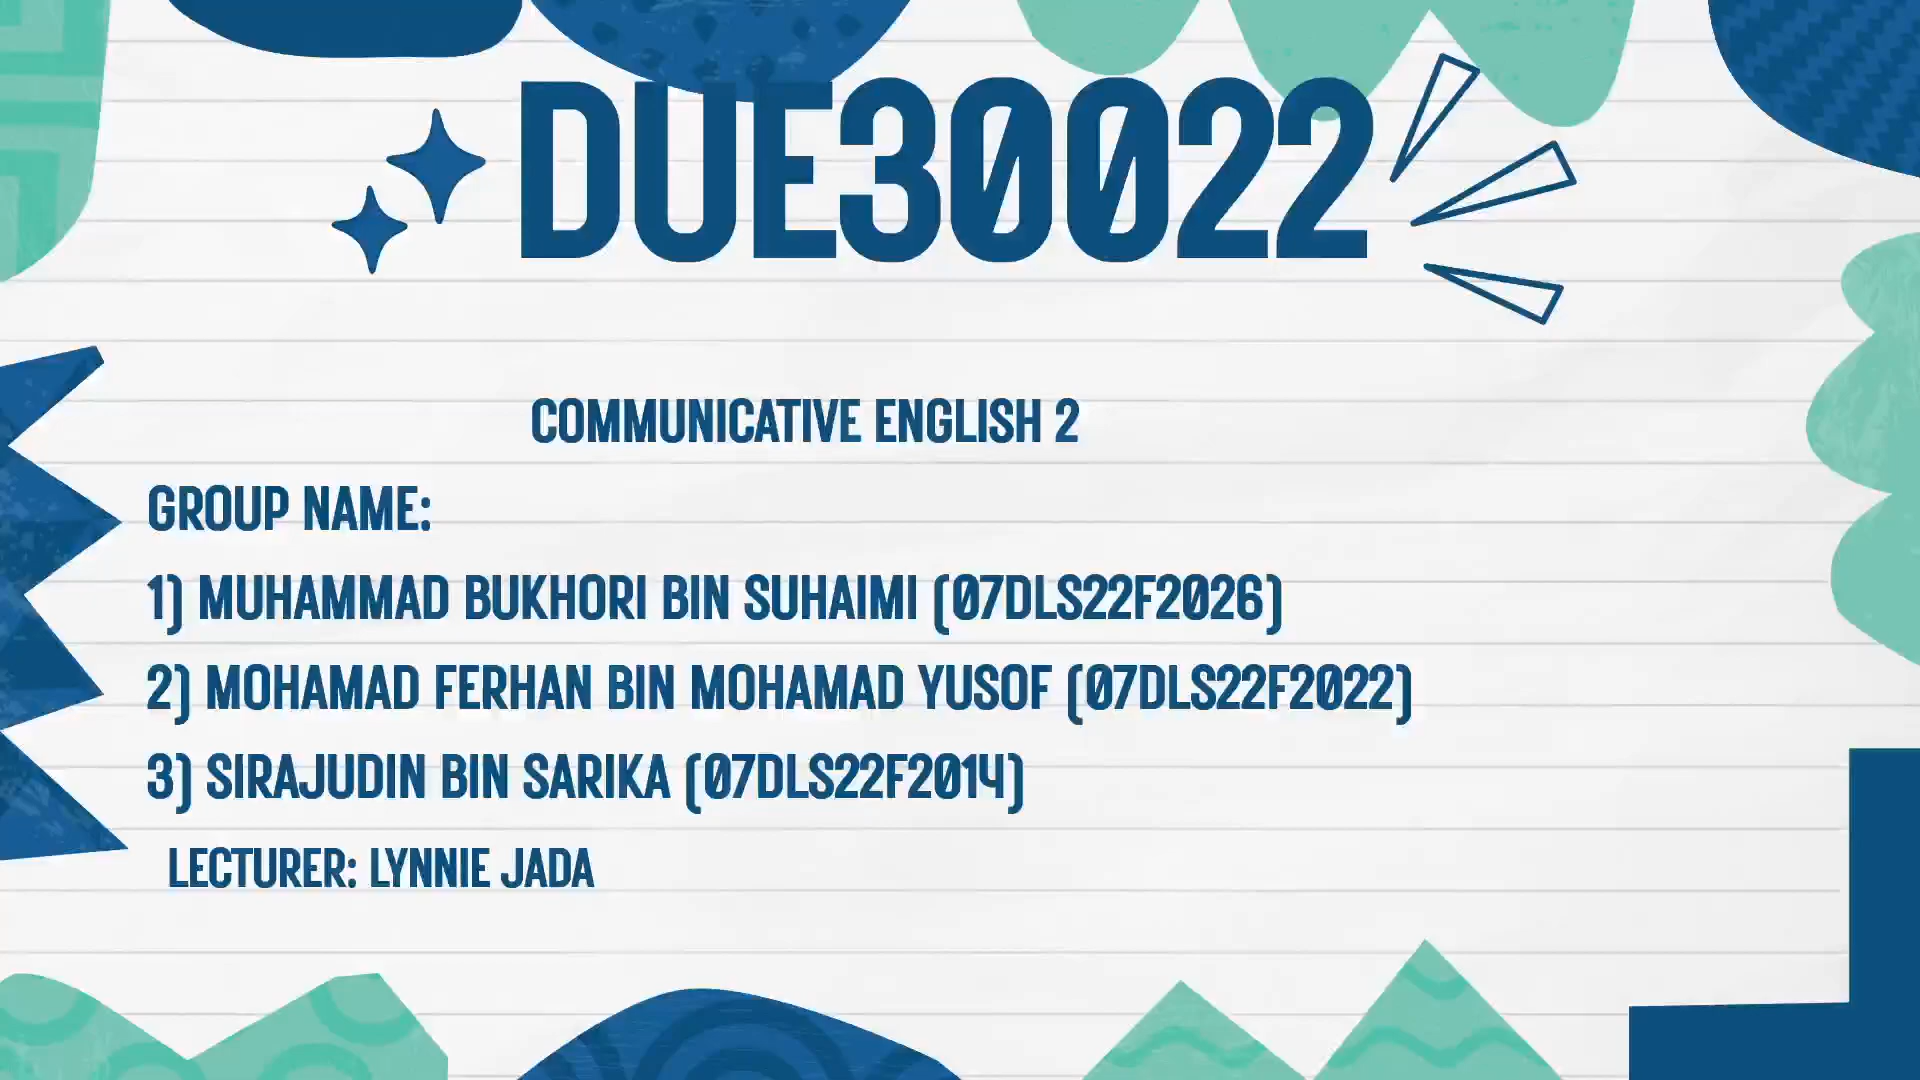 DUE30022
COMMUNICATIVE ENGLISH 2
GROUP NAME:
1) MUHAMMAD BUKHORI BIN SUHAIMI (07DLS22F2026)
2) MOHAMAD FERHAN BIN MOHAMAD YUSOF (07DLS22F2022)
3) SIRAJUDIN BIN SARIKA (07DLS22F2014)
LECTURER: LYNNIE JADA